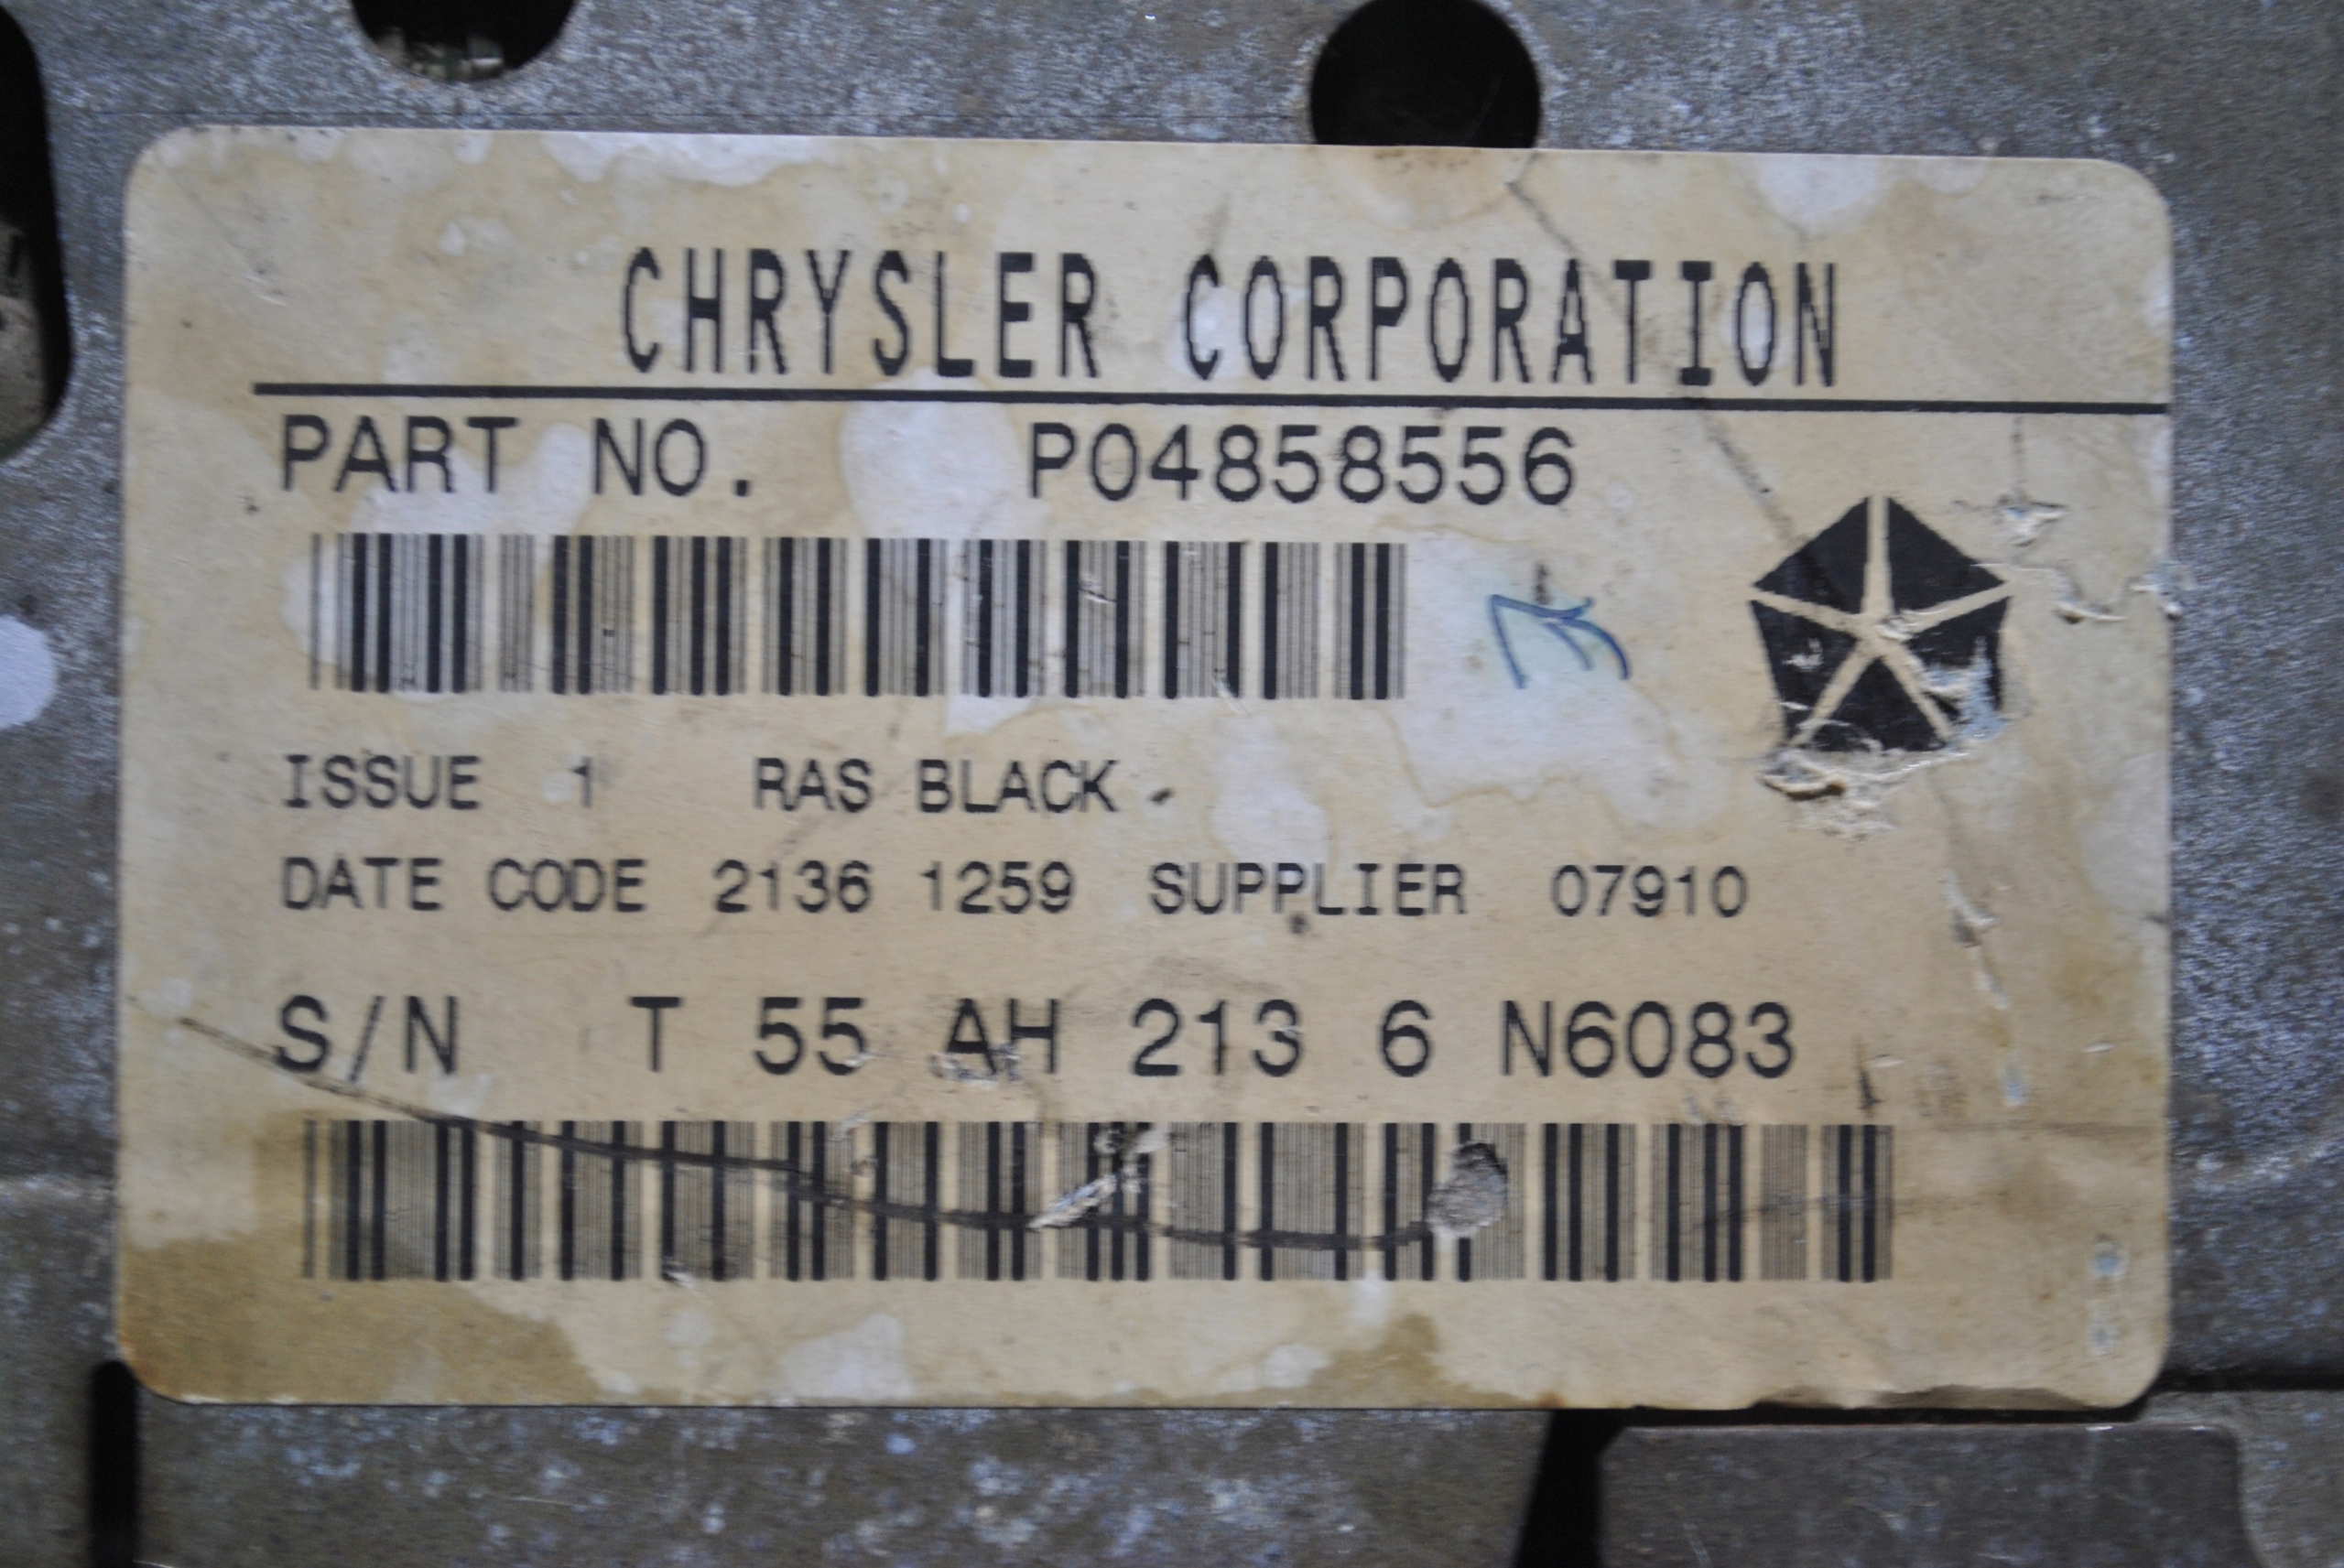 CHRYSLER CORPORATION
PART NO. P04858556
ISSUE 1 RAS BLACK
DATE CODE 2136 1259 SUPPLIER 07910
S/N T 55 AH 213 6 N6083